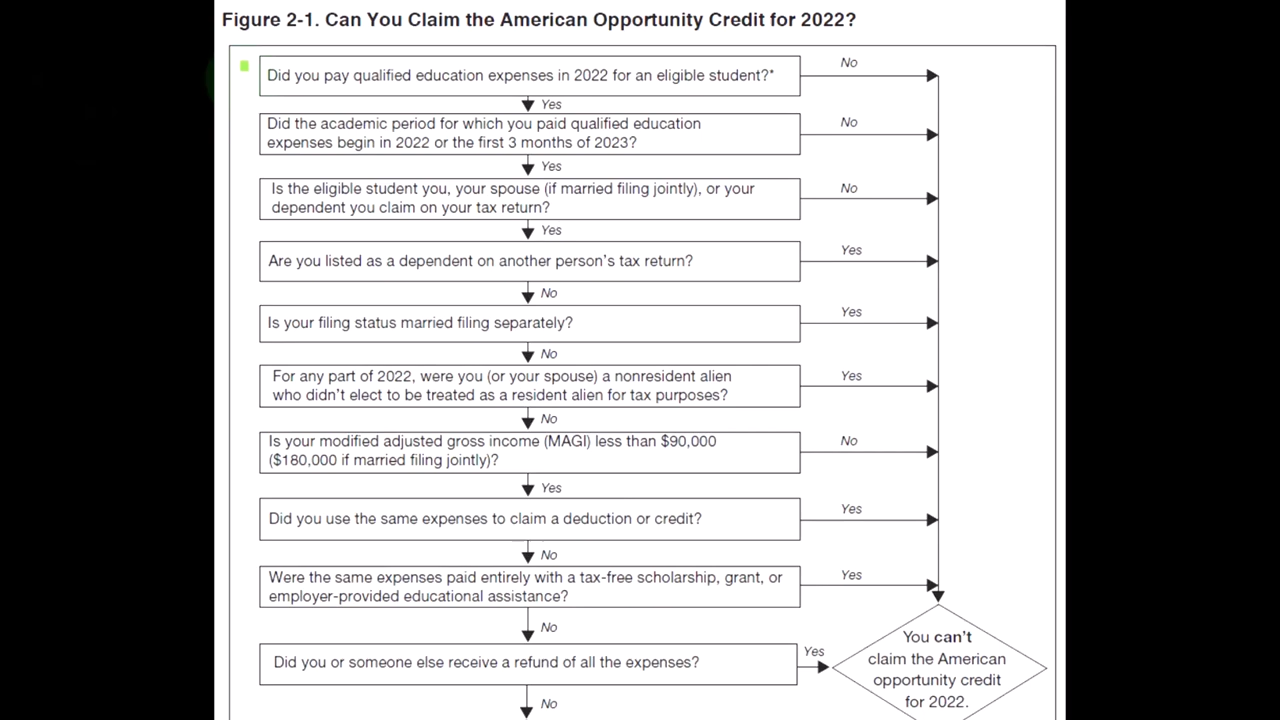 Figure 2-1. Can You Claim the American Opportunity Credit for 2022?
Did you pay qualified education expenses in 2022 for an eligible student?*
No
Yes
Did the academic period for which you paid qualified education
expenses begin in 2022 or the first 3 months of 2023?
No
Yes
Is the eligible student you, your spouse (if married filing jointly), or your
dependent you claim on your tax return?
No
Yes
Are you listed as a dependent on another person's tax return?
Yes
No
Is your filing status married filing separately?
Yes
No
For any part of 2022, were you (or your spouse) a nonresident alien
who didn't elect to be treated as a resident alien for tax purposes?
Yes
No
Is your modified adjusted gross income (MAGI) less than $90,000
($180,000 if married filing jointly)?
No
Yes
Did you use the same expenses to claim a deduction or credit?
Yes
No
Were the same expenses paid entirely with a tax-free scholarship, grant, or
employer-provided educational assistance?
Yes
No
Did you or someone else receive a refund of all the expenses?
Yes
No
You can't
claim the American
opportunity credit
for 2022.